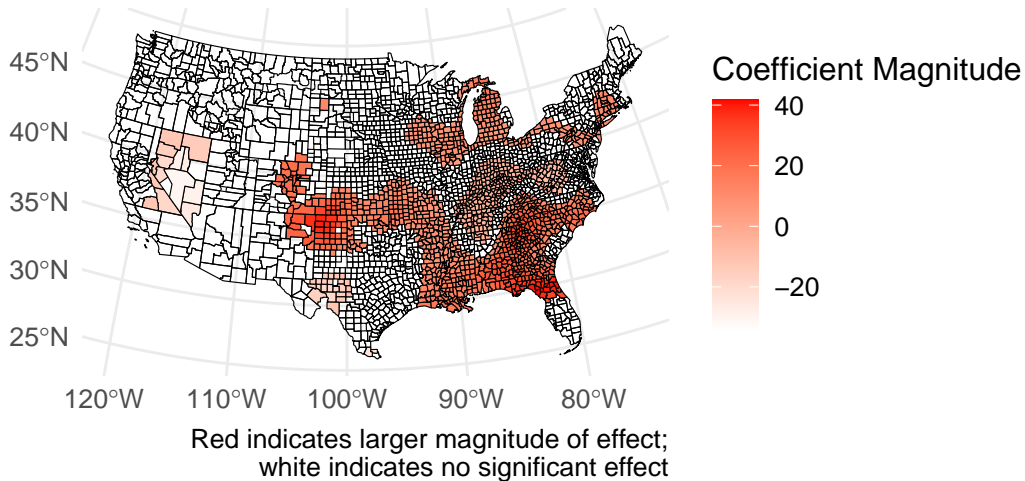 45°N
40°N
35°N
30°N
25°N
120°W 110°W 100°W 90°W 80°W
Coefficient Magnitude
40
20
0
−20
Red indicates larger magnitude of effect;
white indicates no significant effect